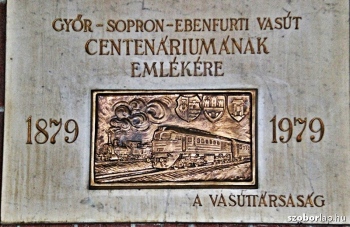 GYŐR-SOPRON-EBENFURTI VASÚT
CENTENÁRIUMÁNAK
EMLÉKÉRE
1879 1979
A VASÚTTÁRSASÁG
szoborlap.hu